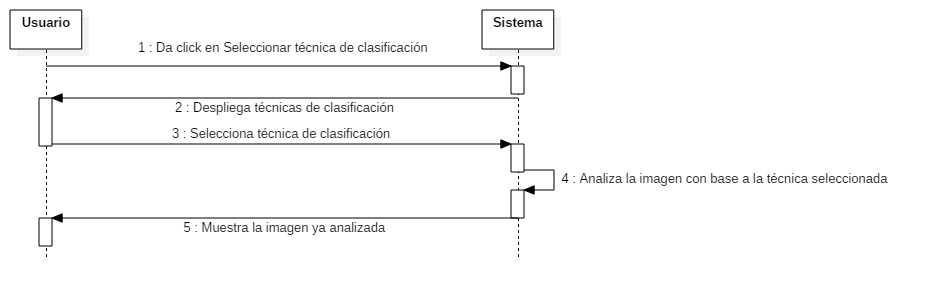 Usuario
Sistema
1 : Da click en Seleccionar técnica de clasificación
2 : Despliega técnicas de clasificación
3 : Selecciona técnica de clasificación
4 : Analiza la imagen con base a la técnica seleccionada
5 : Muestra la imagen ya analizada